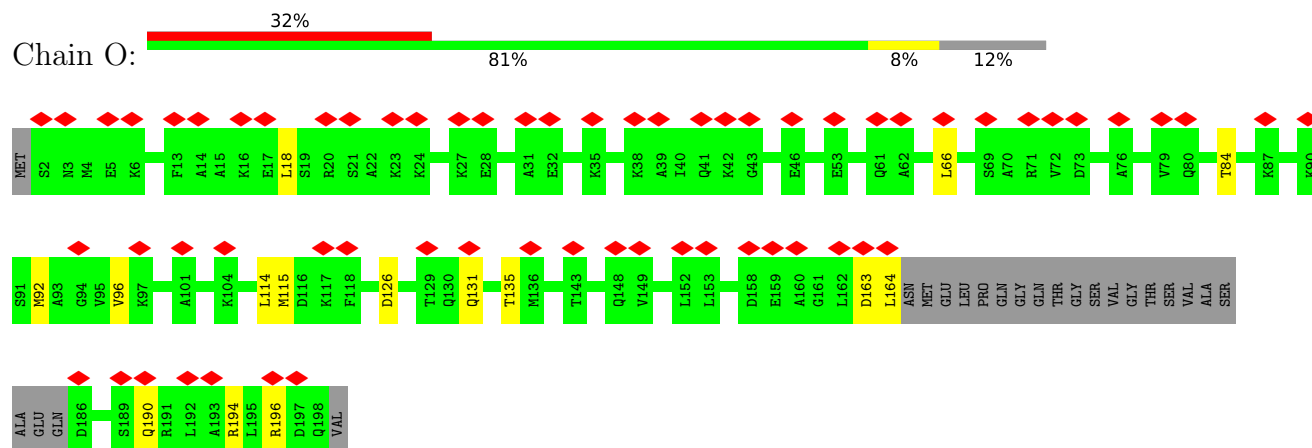 32%
Chain O:
81% 8% 12%
MET S2 N3 M4 E5 K6 F13 A14 A15 K16 E17 L18 S19 R20 S21 A22 K23 K24 K27 E28 A31 E32 K35 K38 A39 I40 Q41 K42 G43 E46 E53 Q61 A62 L66 S69 A70 R71 V72 D73 A76 V79 Q80 T84 K87 K90
S91 M92 A93 G94 V95 V96 K97 A101 K104 L114 M115 D116 K117 F118 D126 T129 Q130 Q131 T135 M136 T143 Q148 V149 L152 L153 D158 E159 A160 G161 L162 D163 L164 ASN MET GLU LEU PRO GLN GLY GLN THR GLY SER VAL GLY THR SER VAL ALA SER
ALA GLU GLN D186 S189 Q190 R191 L192 A193 R194 L195 R196 D197 Q198 VAL